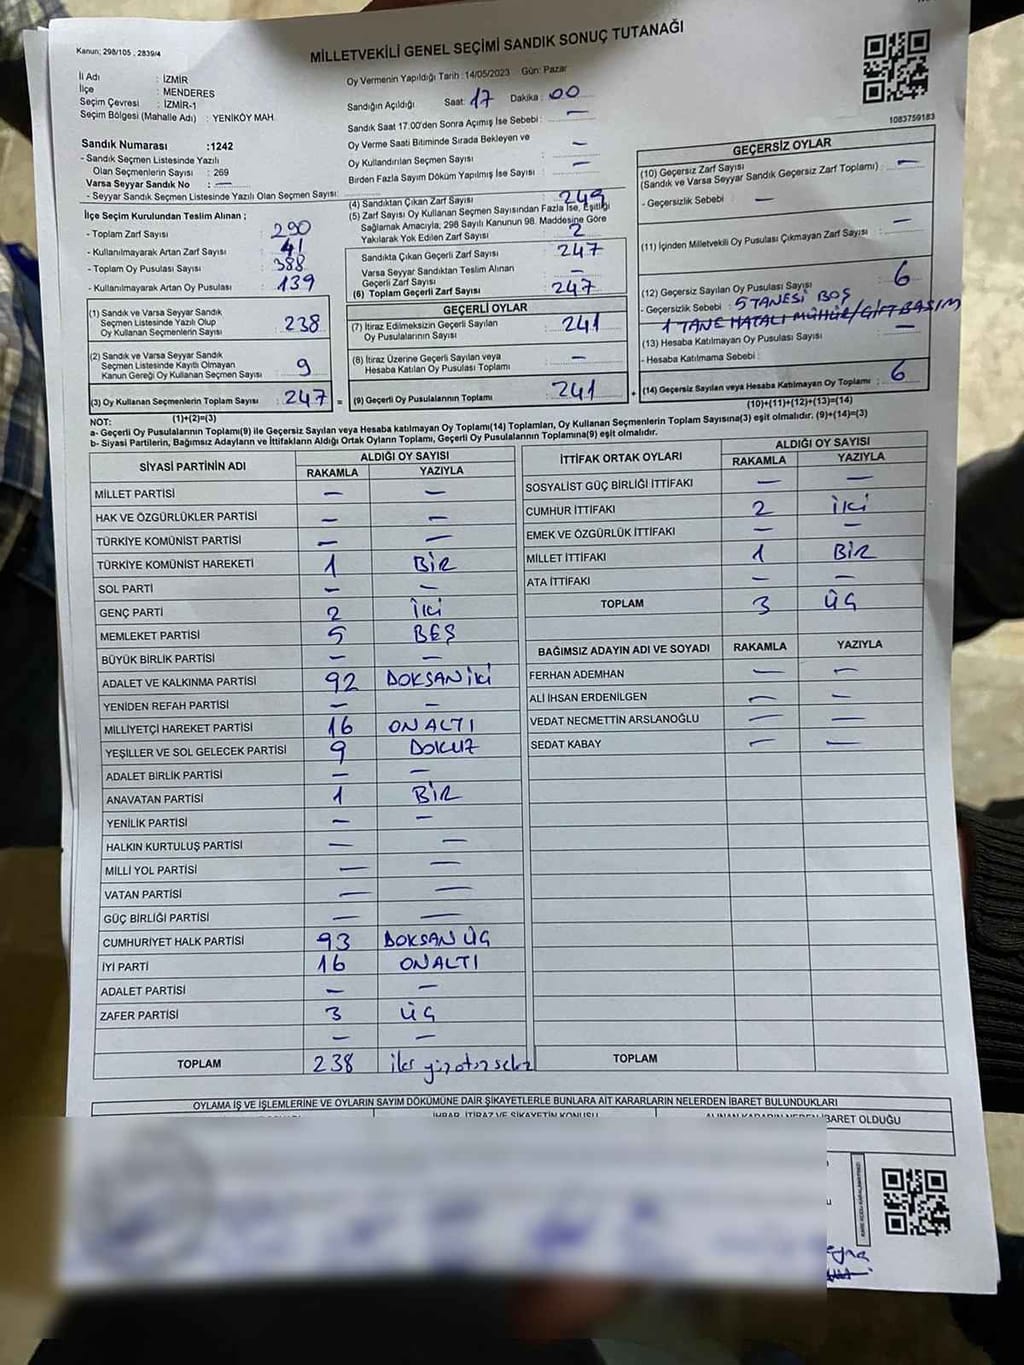 Kanun: 298/105 , 2839/4
MİLLETVEKİLİ GENEL SEÇİMİ SANDIK SONUÇ TUTANAĞI
1083759183
İl Adı : İZMİR
İlçe : MENDERES
Seçim Çevresi : İZMİR-1
Seçim Bölgesi (Mahalle Adı) : YENİKÖY MAH.
Sandık Numarası :1242
- Sandık Seçmen Listesinde Yazılı
Olan Seçmenlerin Sayısı : 269
Varsa Seyyar Sandık No : —
- Seyyar Sandık Seçmen Listesinde Yazılı Olan Seçmen Sayısı:
Oy Vermenin Yapıldığı Tarih :14/05/2023 Gün: Pazar
Sandığın Açıldığı Saat: 17 Dakika : 00
Sandık Saat 17.00'den Sonra Açımış İse Sebebi : —
Oy Verme Saati Bitiminde Sırada Bekleyen ve
Oy Kullandırılan Seçmen Sayısı : —
Birden Fazla Sayım Döküm Yapılmış İse Sayısı : —
İlçe Seçim Kurulundan Teslim Alınan ;
- Toplam Zarf Sayısı : 290
- Kullanılmayarak Artan Zarf Sayısı : 41
- Toplam Oy Pusulası Sayısı : 388
- Kullanılmayarak Artan Oy Pusulası : 139
(1) Sandık ve Varsa Seyyar Sandık
Seçmen Listesinde Yazılı Olup
Oy Kullanan Seçmenlerin Sayısı : 238
(2) Sandık ve Varsa Seyyar Sandık
Seçmen Listesinde Kayıtlı Olmayan
Kanun Gereği Oy Kullanan Seçmen Sayısı : 9
(3) Oy Kullanan Seçmenlerin Toplam Sayısı : 247 =
(1)+(2)=(3)
(4) Sandıktan Çıkan Zarf Sayısı : 249
(5) Zarf Sayısı Oy Kullanan Seçmen Sayısından Fazla İse, Eşitliği
Sağlamak Amacıyla, 298 Sayılı Kanunun 98. Maddesine Göre
Yakılarak Yok Edilen Zarf Sayısı : 2
Sandıkta Çıkan Geçerli Zarf Sayısı : 247
Varsa Seyyar Sandıktan Teslim Alınan
Geçerli Zarf Sayısı : —
(6) Toplam Geçerli Zarf Sayısı : 247
GEÇERLİ OYLAR
(7) İtiraz Edilmeksizin Geçerli Sayılan
Oy Pusulasının Sayısı : 241
(8) İtiraz Üzerine Geçerli Sayılan veya
Hesaba Katılan Oy Pusulası Toplamı : —
(9) Geçerli Oy Pusulalarının Toplamı : 241 +
GEÇERSİZ OYLAR
(10) Geçersiz Zarf Sayısı
(Sandık ve Varsa Seyyar Sandık Geçersiz Zarf Toplamı) : —
- Geçersizlik Sebebi : —
(11) İçinden Milletvekili Oy Pusulası Çıkmayan Zarf Sayısı : —
(12) Geçersiz Sayılan Oy Pusulası Sayısı : 6
- Geçersizlik Sebebi : 5 TANESİ BOŞ
1 TANE HATALI MÜHÜR/ÇİFT BASIM
(13) Hesaba Katılmayan Oy Pusulası Sayısı : —
- Hesaba Katılmama Sebebi :
(14) Geçersiz Sayılan veya Hesaba Katılmayan Oy Toplamı : 6
(10)+(11)+(12)+(13)=(14)
NOT:
a- Geçerli Oy Pusulalarının Toplamı(9) ile Geçersiz Sayılan veya Hesaba katılmayan Oy Toplamı(14) Toplamları, Oy Kullanan Seçmenlerin Toplam Sayısına(3) eşit olmalıdır. (9)+(14)=(3)
b- Siyasi Partilerin, Bağımsız Adayların ve İttifakların Aldığı Ortak Oyların Toplamı, Geçerli Oy Pusulalarının Toplamına(9) eşit olmalıdır.
SİYASİ PARTİNİN ADI ALDIĞI OY SAYISI
RAKAMLA YAZIYLA
MİLLET PARTİSİ — —
HAK VE ÖZGÜRLÜKLER PARTİSİ — —
TÜRKİYE KOMÜNİST PARTİSİ — —
TÜRKİYE KOMÜNİST HAREKETİ 1 BİR
SOL PARTİ — —
GENÇ PARTİ 2 İKİ
MEMLEKET PARTİSİ 5 BEŞ
BÜYÜK BİRLİK PARTİSİ — —
ADALET VE KALKINMA PARTİSİ 92 DOKSAN İKİ
YENİDEN REFAH PARTİSİ — —
MİLLİYETÇİ HAREKET PARTİSİ 16 ON ALTI
YEŞİLLER VE SOL GELECEK PARTİSİ 9 DOKUZ
ADALET BİRLİK PARTİSİ — —
ANAVATAN PARTİSİ 1 BİR
YENİLİK PARTİSİ — —
HALKIN KURTULUŞ PARTİSİ — —
MİLLİ YOL PARTİSİ — —
VATAN PARTİSİ — —
GÜÇ BİRLİĞİ PARTİSİ — —
CUMHURİYET HALK PARTİSİ 93 DOKSAN ÜÇ
İYİ PARTİ 16 ON ALTI
ADALET PARTİSİ — —
ZAFER PARTİSİ 3 ÜÇ
— —
TOPLAM 238
İTTİFAK ORTAK OYLARI ALDIĞI OY SAYISI
RAKAMLA YAZIYLA
SOSYALİST GÜÇ BİRLİĞİ İTTİFAKI — —
CUMHUR İTTİFAKI 2 İKİ
EMEK VE ÖZGÜRLÜK İTTİFAKI — —
MİLLET İTTİFAKI 1 BİR
ATA İTTİFAKI — —
TOPLAM 3 ÜÇ
BAĞIMSIZ ADAYIN ADI VE SOYADI RAKAMLA YAZIYLA
FERHAN ADEMHAN — —
ALİ İHSAN ERDENİLGEN — —
VEDAT NECMETTİN ARSLANOĞLU — —
SEDAT KABAY — —
TOPLAM
OYLAMA İŞ VE İŞLEMLERİNE VE OYLARIN SAYIM DÖKÜMÜNE DAİR ŞİKAYETLERLE BUNLARA AİT KARARLARIN NELERDEN İBARET BULUNDUKLARI
İHBAR, İTİRAZ VE ŞİKAYETİN KONUSU
ALINAN KARARIN NEDEN İBARET OLDUĞU